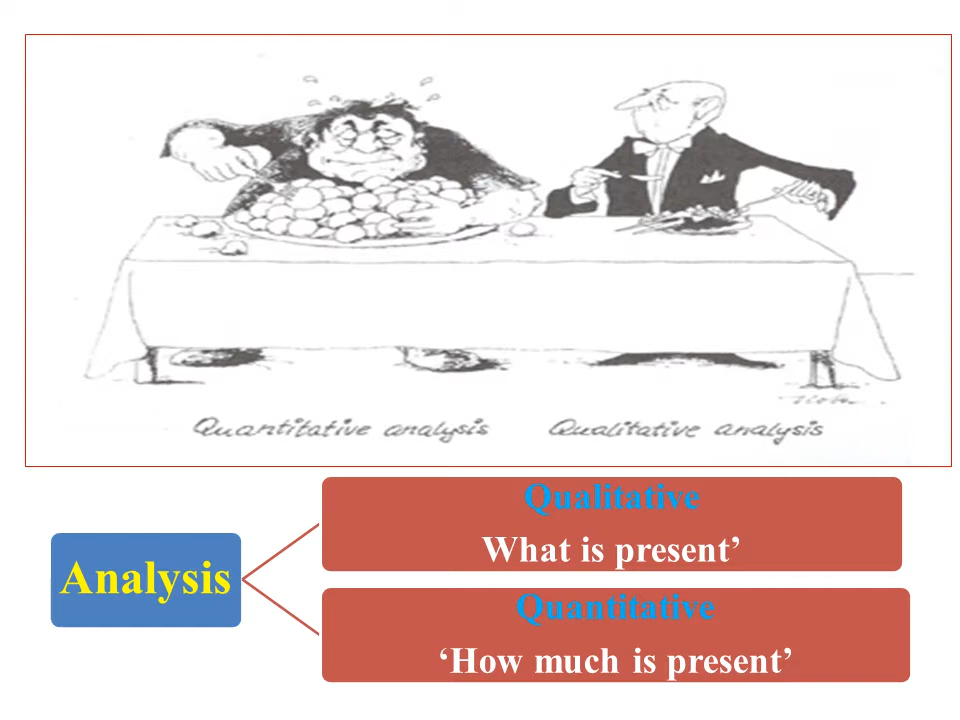 Quantitative analysis Qualitative analysis
Qualitative
What is present’
Analysis
Quantitative
‘How much is present’